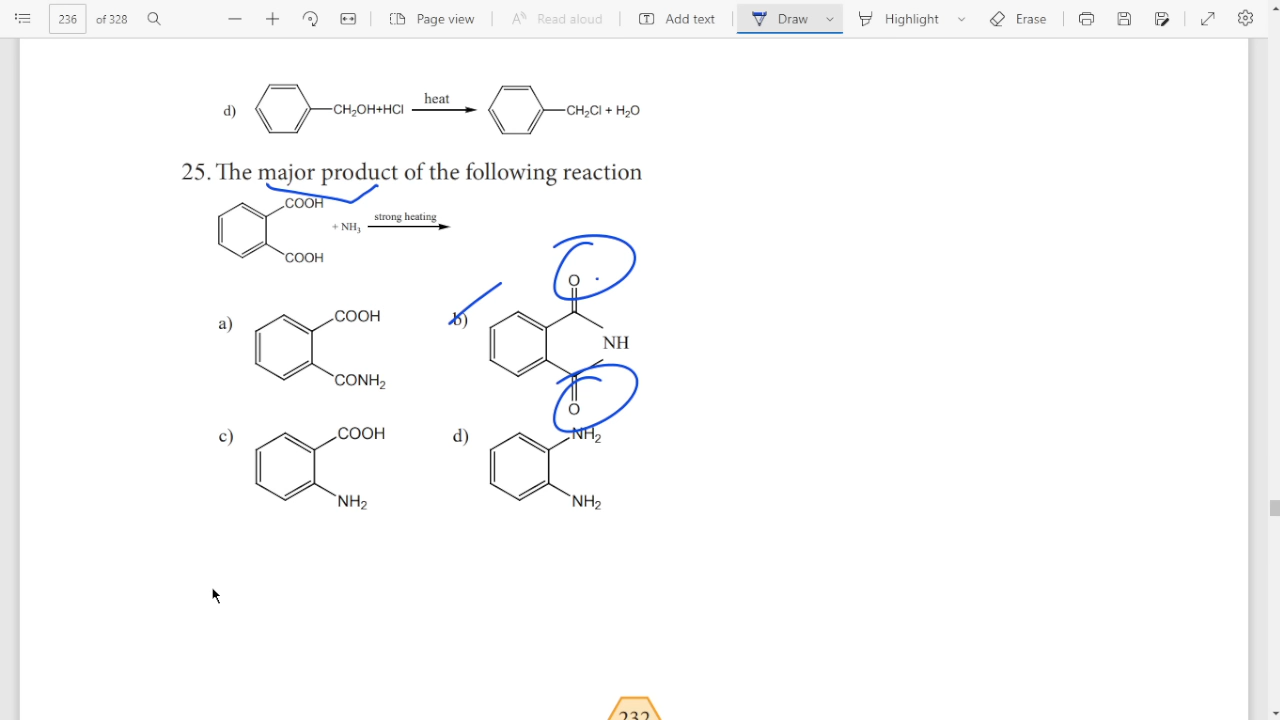 236 of 328 Page view Read aloud Add text Draw Highlight Erase
d) CH2OH+HCl heat CH2Cl + H2O
25. The major product of the following reaction
COOH
+ NH3 strong heating
COOH
O
a) COOH b)
NH
CONH2
O
c) COOH d) NH2
NH2 NH2
232